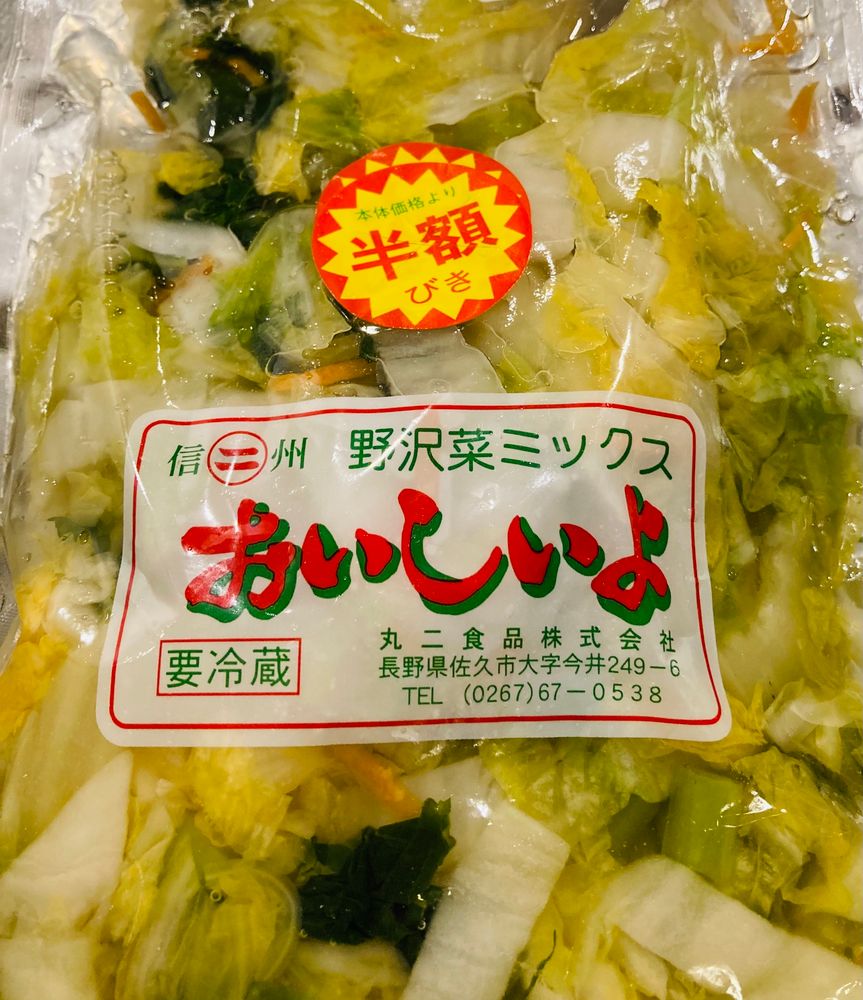 本体価格より
半額
びき
信 二 州 野沢菜ミックス
おいしいよ
要冷蔵
丸二食品株式会社
長野県佐久市大字今井249-6
TEL (0267)67-0538